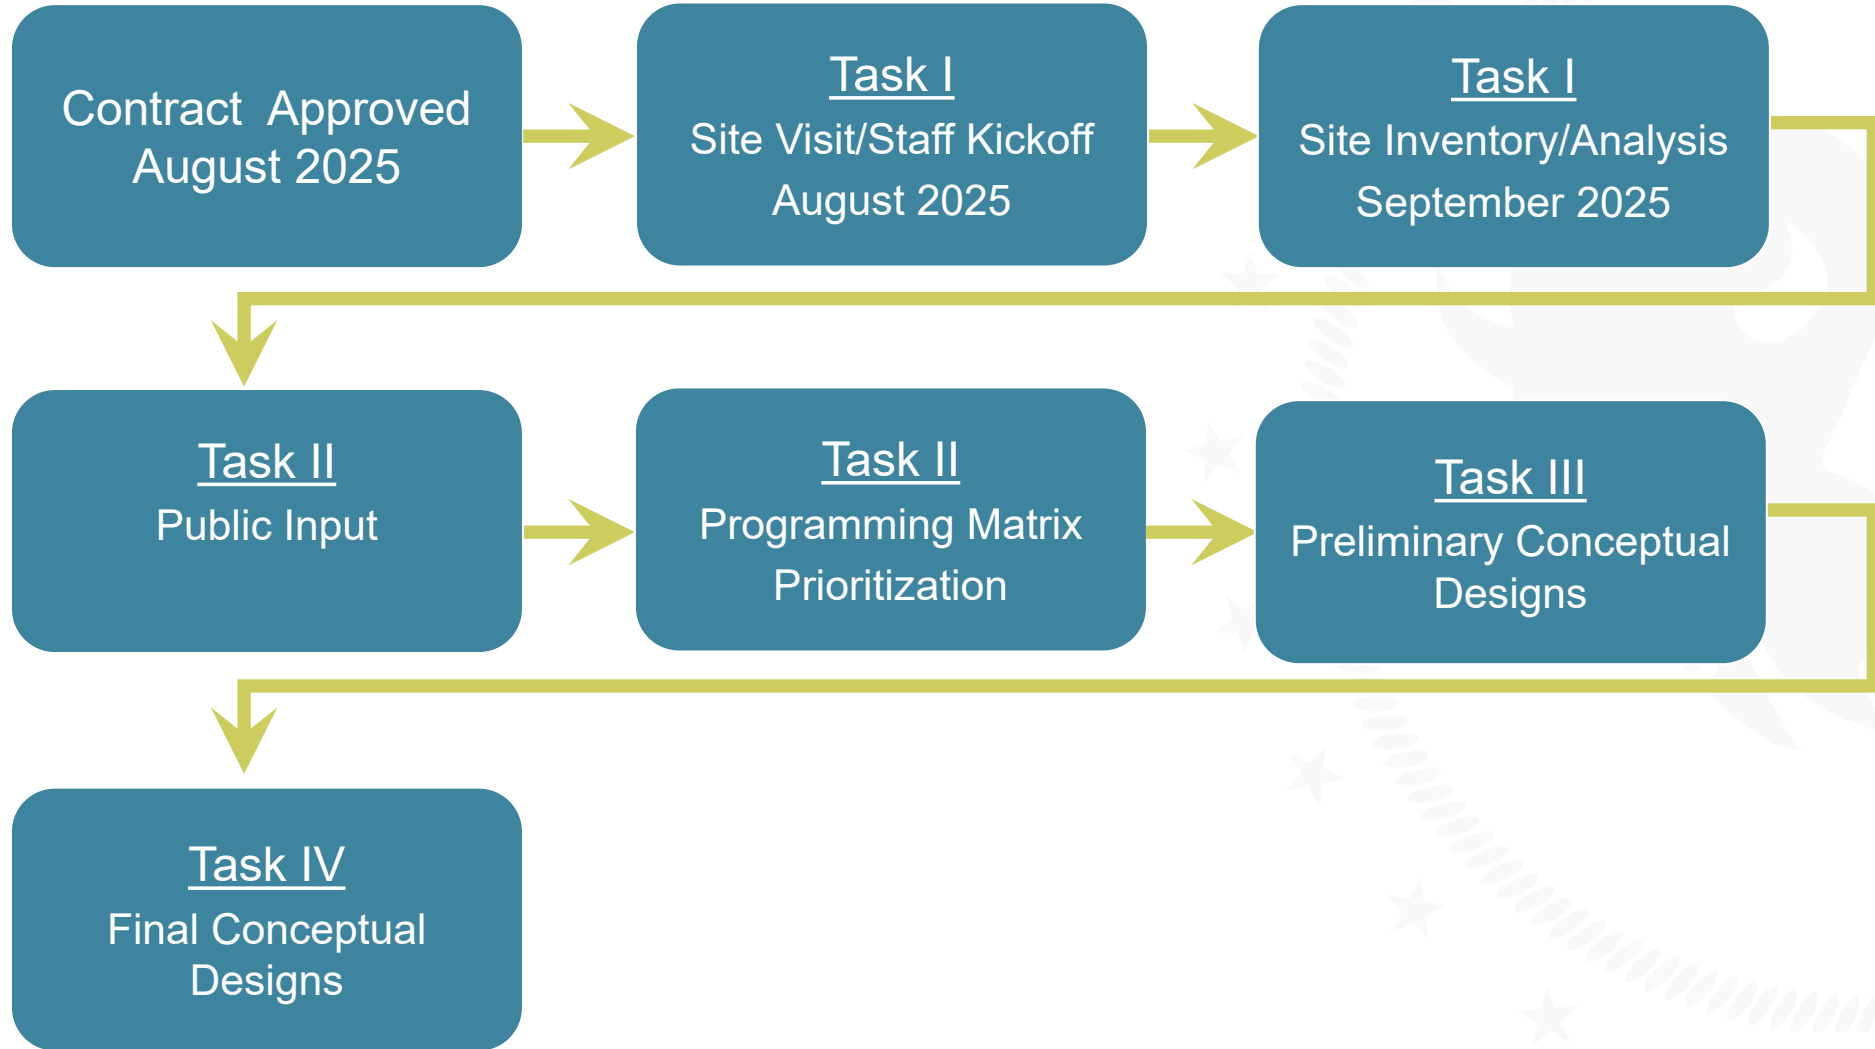 Contract  Approved
August 2025
Task I
Site Visit/Staff Kickoff
August 2025
Task I
Site Inventory/Analysis
September 2025
Task II
Public Input
Task II
Programming Matrix
Prioritization
Task III
Preliminary Conceptual
Designs
Task IV
Final Conceptual
Designs